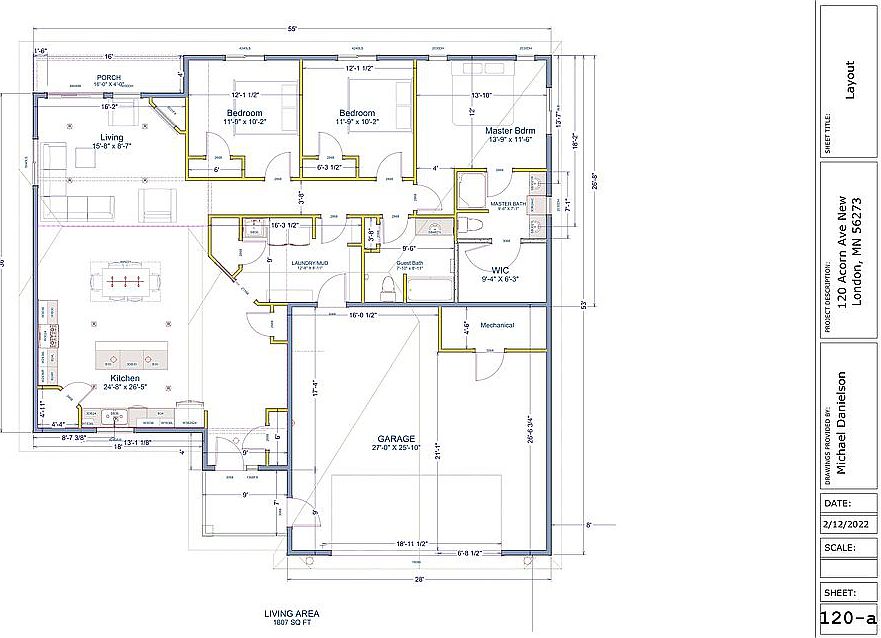 55'
1'-6"
16'
4'
PORCH
16'-0" X 4'-0"
16'-2"
12'-1 1/2"
12'-1 1/2"
13'-10"
12'
13'-7"
18'-2"
26'-8"
Living
15'-8" x 8'-7"
Bedroom
11'-9" x 10'-2"
Bedroom
11'-9" x 10'-2"
Master Bdrm
13'-9" x 11'-6"
6'
6'-3 1/2"
4'
3'-8"
MASTER BATH
7'-1"
16'-3 1/2"
3'-8"
9'-6"
9'
LAUNDRY/MUD
Guest Bath
7'-10" x 8'-11"
WIC
9'-4" X 6'-3"
53'
16'-0 1/2"
4'-6"
Mechanical
Kitchen
24'-8" x 26'-5"
4'-11"
4'-4"
8'-7 3/8"
18'
13'-1 1/8"
4'
9'
6'
17'-4"
GARAGE
27'-0" X 25'-10"
21'-1"
26'-6 3/4"
9'
7'
9'
8'
18'-11 1/2"
6'-8 1/2"
28'
LIVING AREA
1807 SQ FT
SHEET TITLE:
Layout
PROJECT DESCRIPTION:
120 Acorn Ave New
London, MN 56273
DRAWINGS PROVIDED BY:
Michael Danielson
DATE:
2/12/2022
SCALE:
SHEET:
120-a